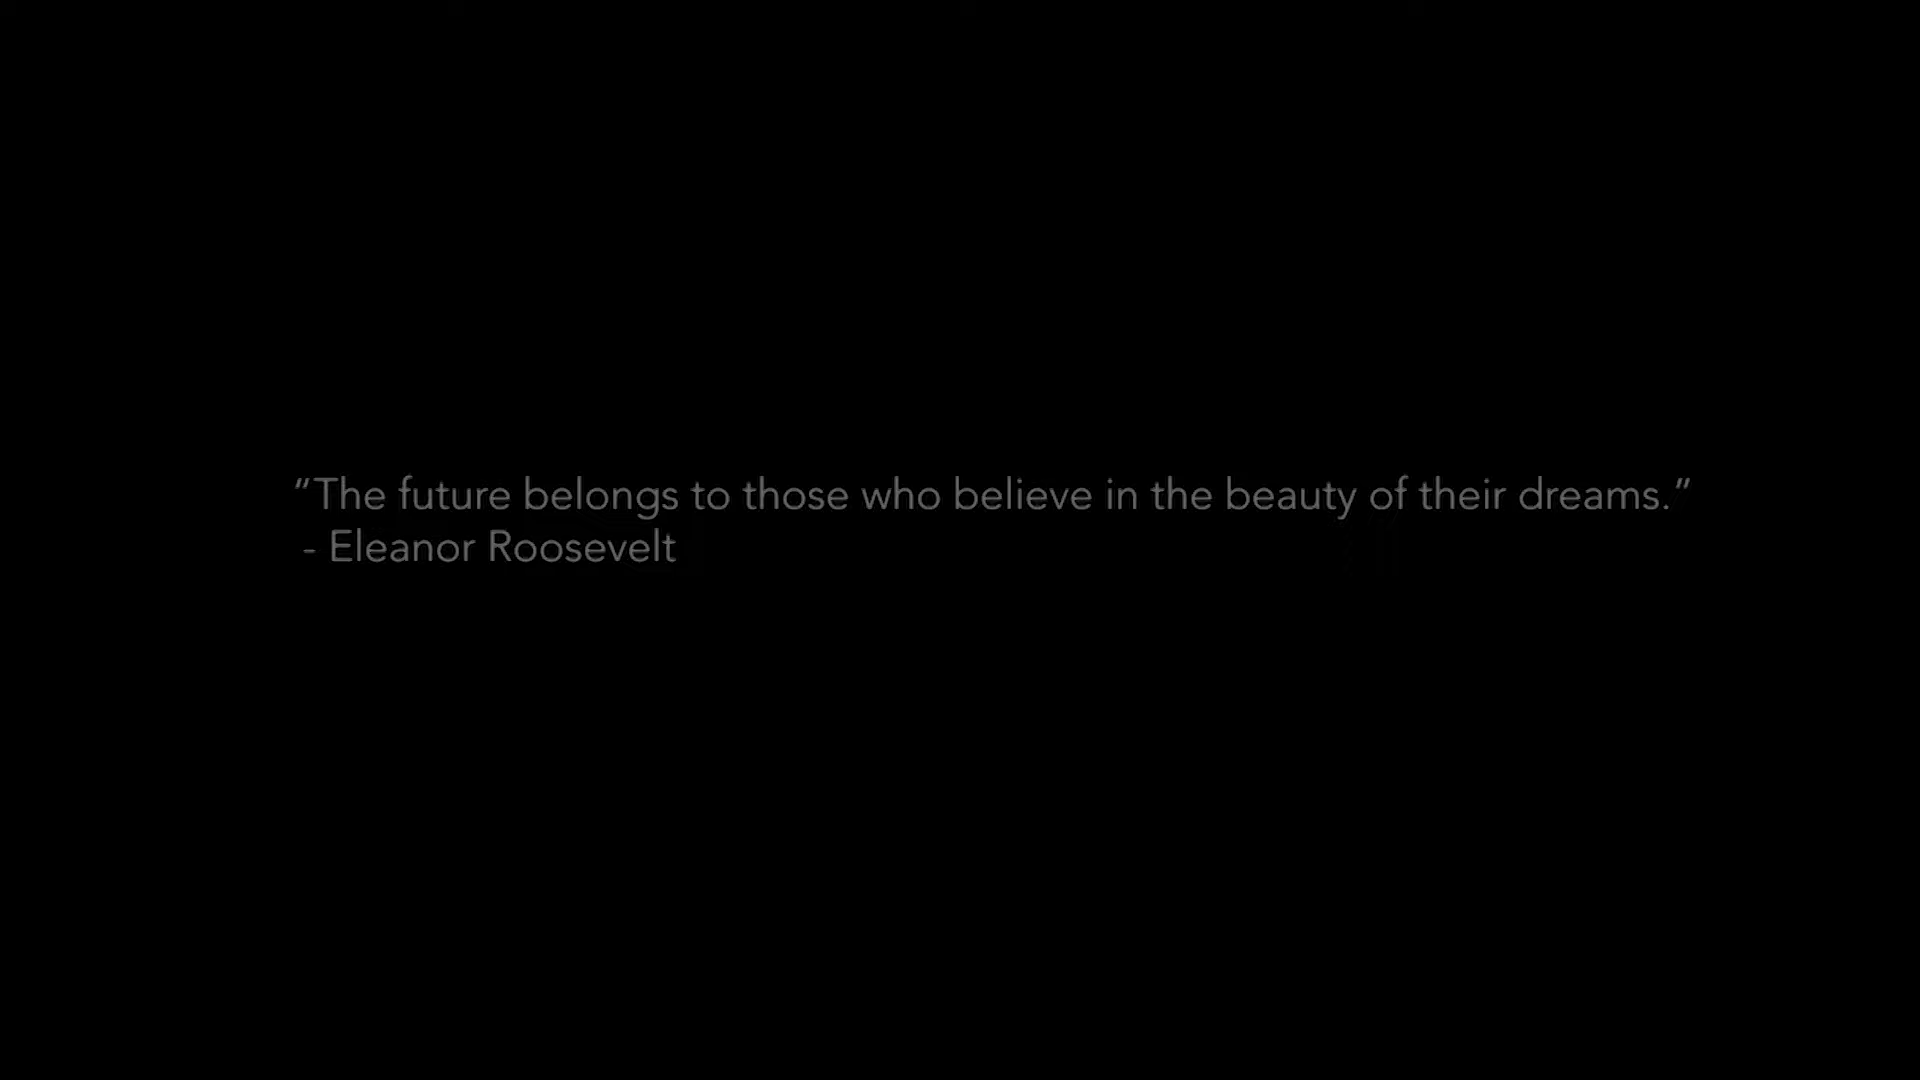 “The future belongs to those who believe in the beauty of their dreams.”
- Eleanor Roosevelt